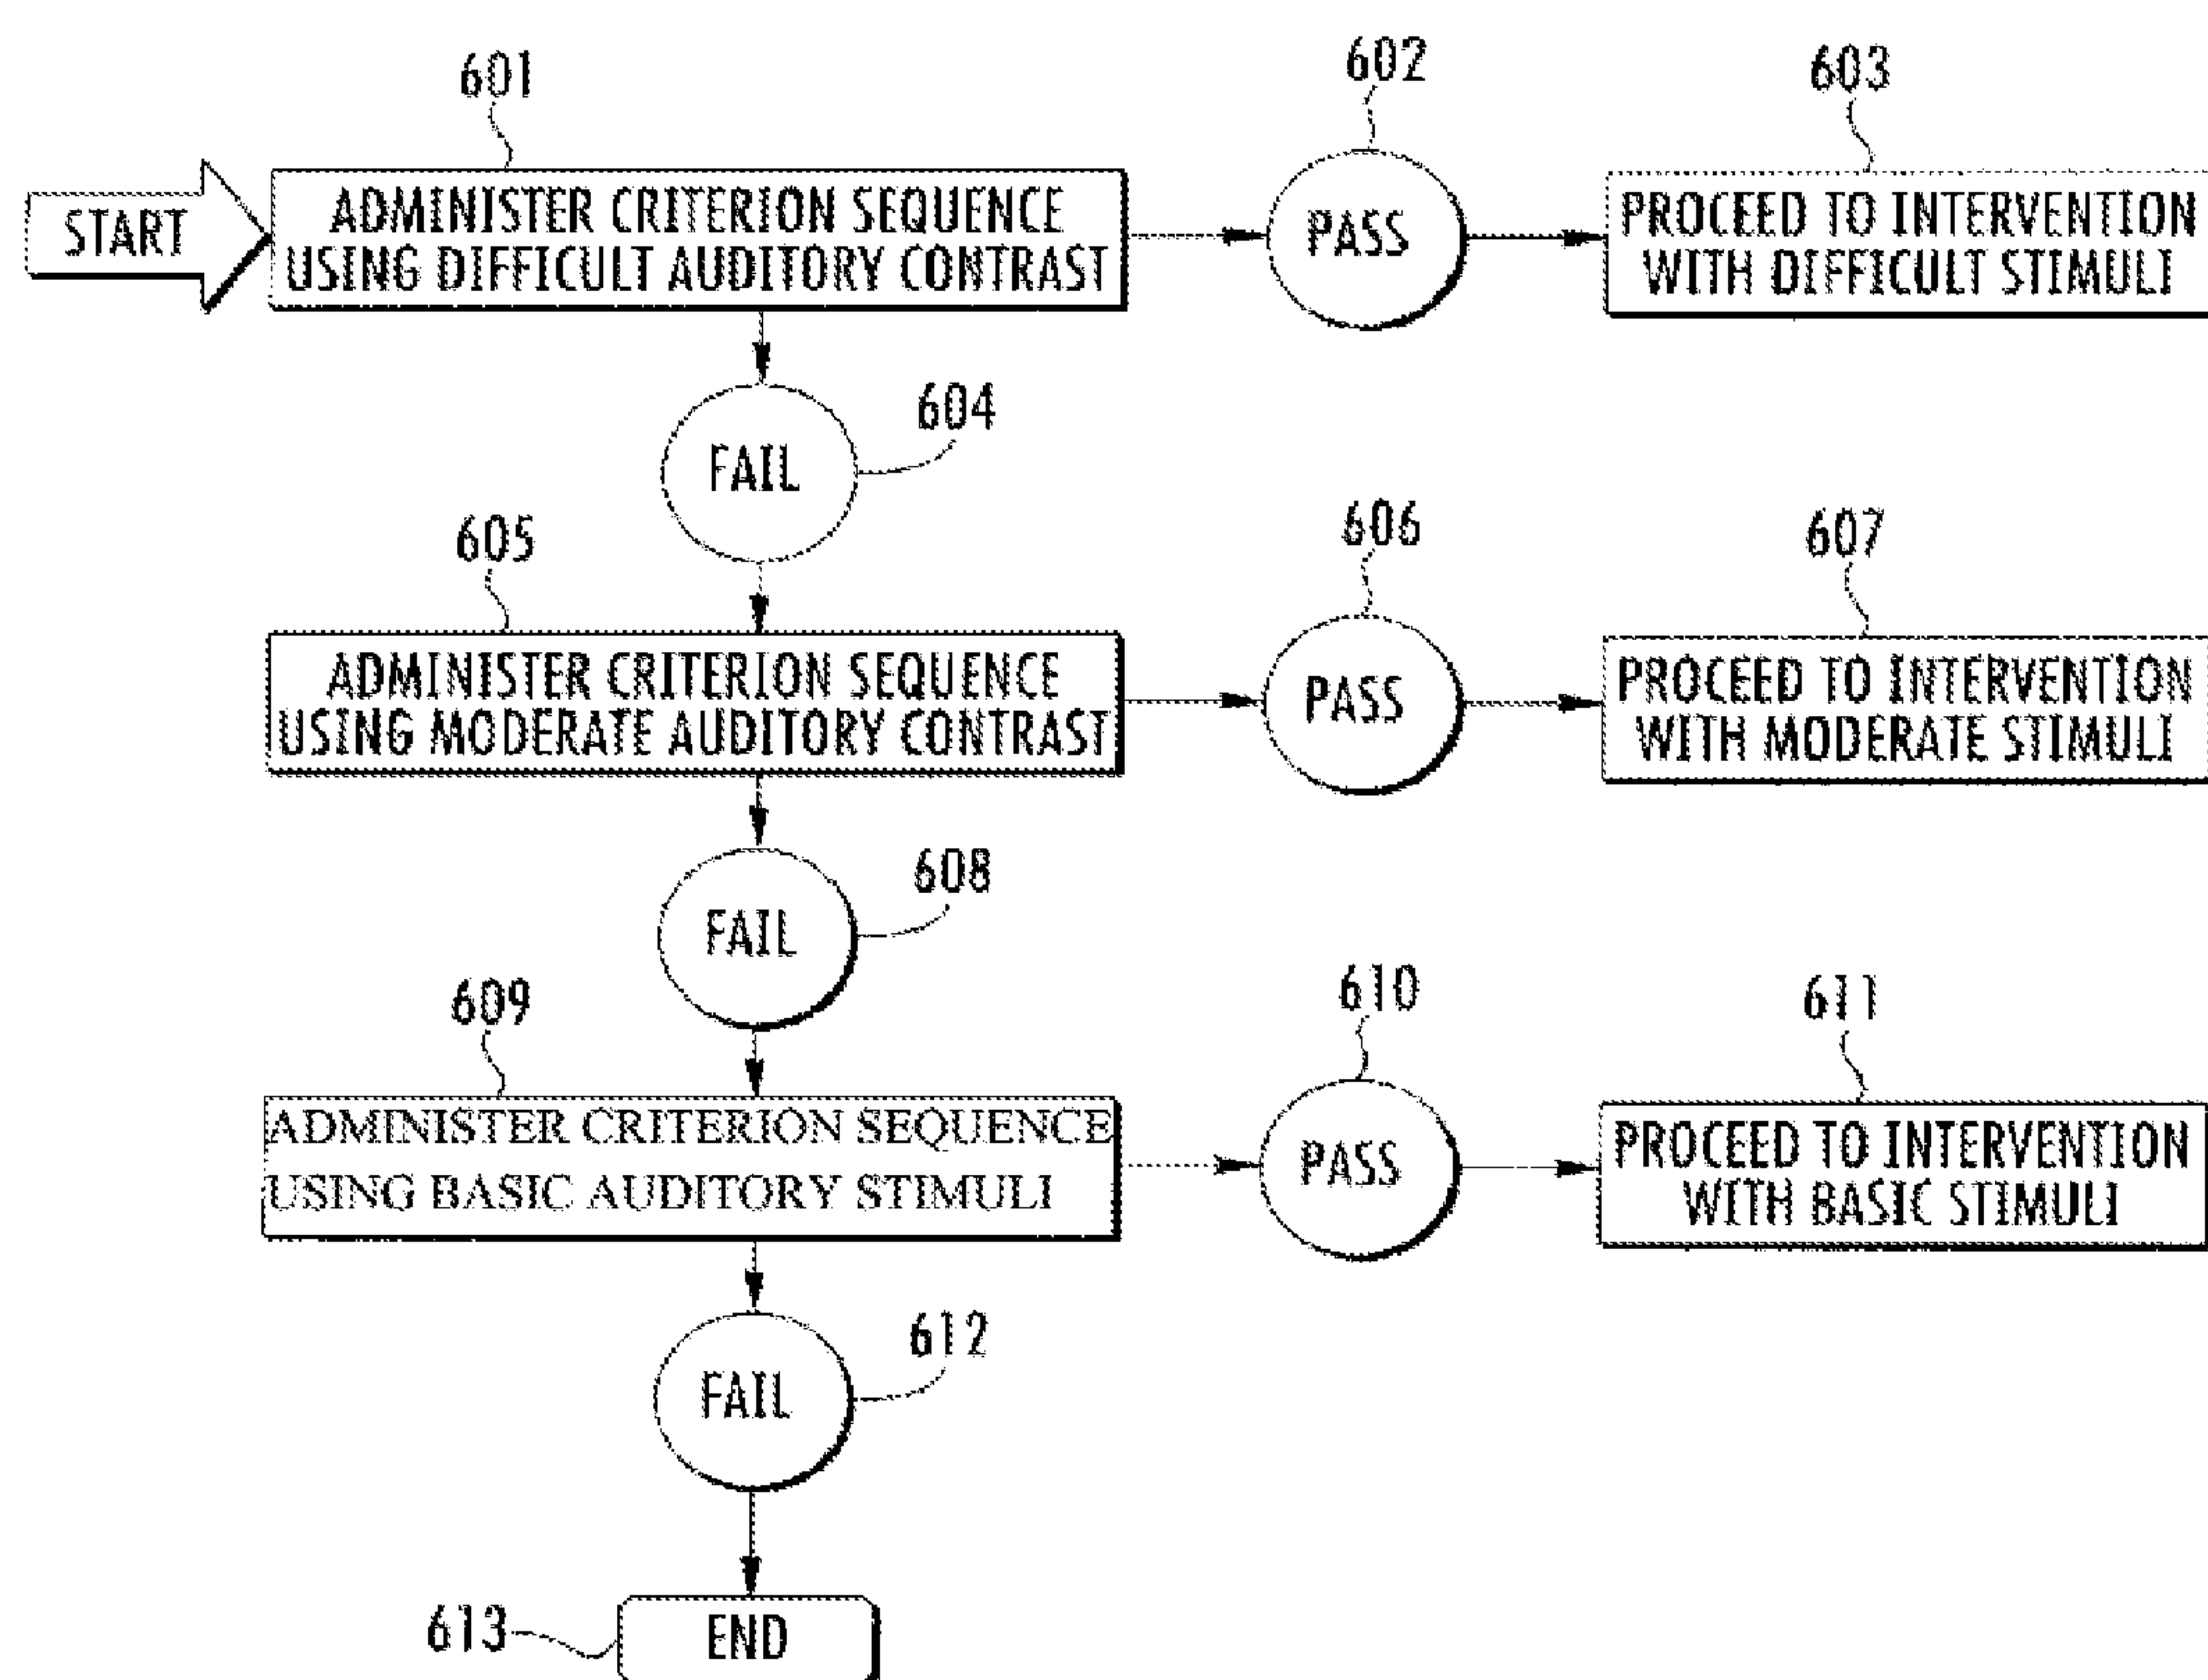 601
602
603
START
ADMINISTER CRITERION SEQUENCE
USING DIFFICULT AUDITORY CONTRAST
PASS
PROCEED TO INTERVENTION
WITH DIFFICULT STIMULI
604
FAIL
605
606
607
ADMINISTER CRITERION SEQUENCE
USING MODERATE AUDITORY CONTRAST
PASS
PROCEED TO INTERVENTION
WITH MODERATE STIMULI
608
FAIL
609
610
611
ADMINISTER CRITERION SEQUENCE
USING BASIC AUDITORY STIMULI
PASS
PROCEED TO INTERVENTION
WITH BASIC STIMULI
612
FAIL
613
END